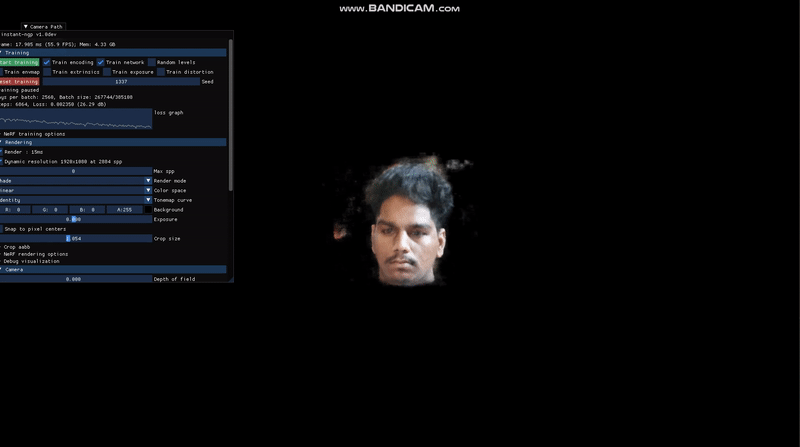 WWW.BANDICAM.COM
▼ Camera Path
instant-ngp v1.0dev
ame: 17.905 ms (55.9 FPS); Mem: 4.33 GB
▼ Training
tart training Train encoding Train network Random levels
Train envmap Train extrinsics Train exposure Train distortion
eset training 1337 Seed
aining paused
ys per batch: 2560, Batch size: 267744/305108
eps: 6864, Loss: 0.002350 (26.29 dB)
loss graph
NeRF training options
Rendering
Render : 15ms
Dynamic resolution 1920x1080 at 2884 spp
0 Max spp
hade Render mode
inear Color space
dentity Tonemap curve
R: 0 G: 0 B: 0 A:255 Background
0.000 Exposure
Snap to pixel centers
054 Crop size
Crop aabb
NeRF rendering options
Debug visualization
Camera
0.000 Depth of field